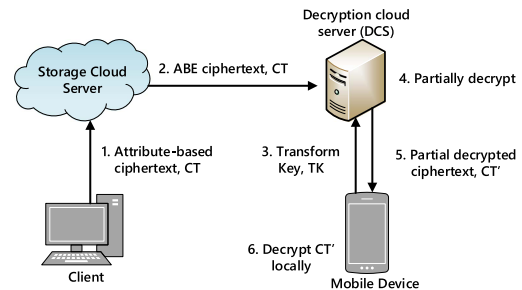 Decryption cloud
server (DCS)
Storage Cloud
Server
2. ABE ciphertext, CT
4. Partially decrypt
1. Attribute-based
ciphertext, CT
3. Transform
Key, TK
5. Partial decrypted
ciphertext, CT’
6. Decrypt CT’
locally
Client
Mobile Device